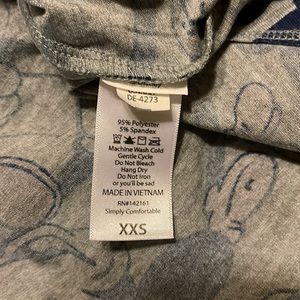 DE-4273
95% Polyester
5% Spandex
Machine Wash Cold
Gentle Cycle
Do Not Bleach
Hang Dry
Do Not Iron
or you'll be sad
MADE IN VIETNAM
RN#142161
Simply Comfortable
XXS